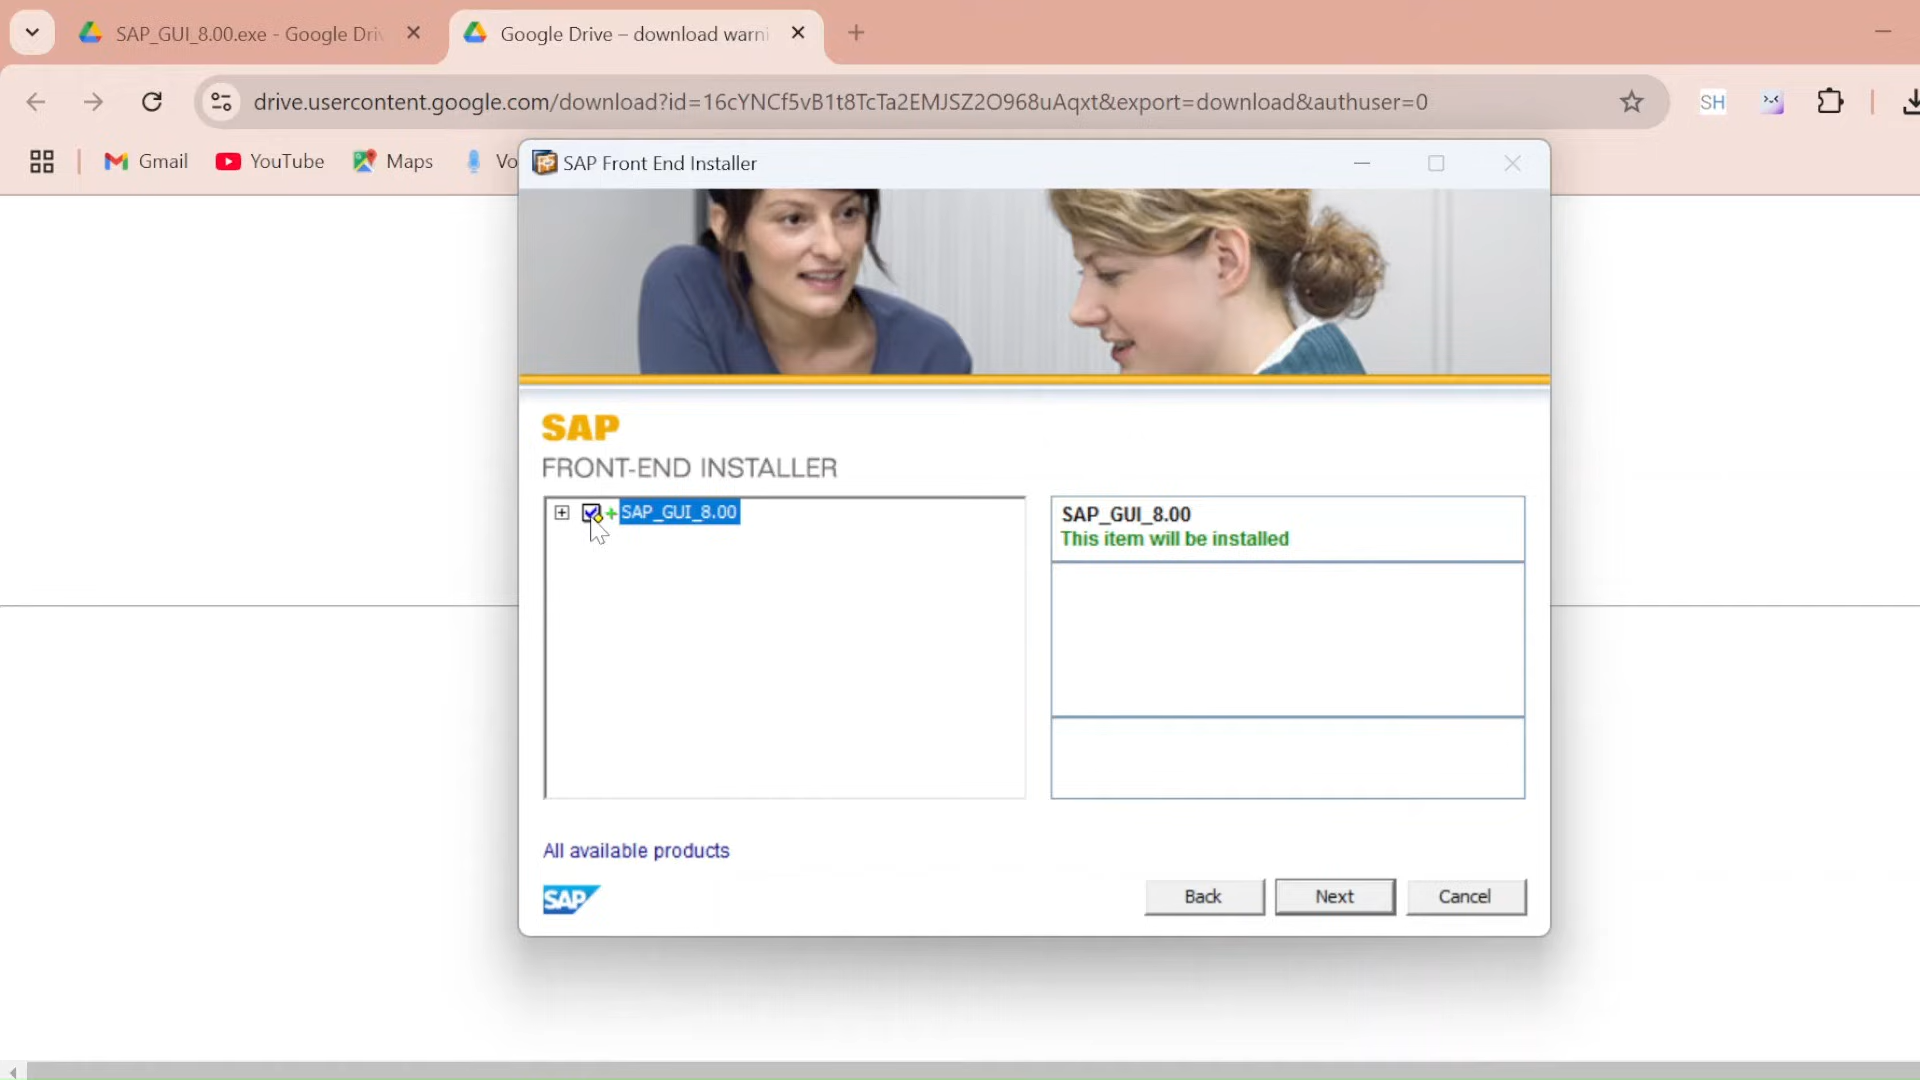 SAP_GUI_8.00.exe - Google Driv
Google Drive – download warni
drive.usercontent.google.com/download?id=16cYNCf5vB1t8TcTa2EMJSZ2O968uAqxt&export=download&authuser=0
SH
Gmail
YouTube
Maps
Vo
SAP Front End Installer
SAP
FRONT-END INSTALLER
SAP_GUI_8.00
SAP_GUI_8.00
This item will be installed
All available products
SAP
Back
Next
Cancel